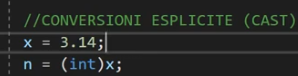 //CONVERSIONI ESPLICITE (CAST)
x = 3.14;
n = (int)x;